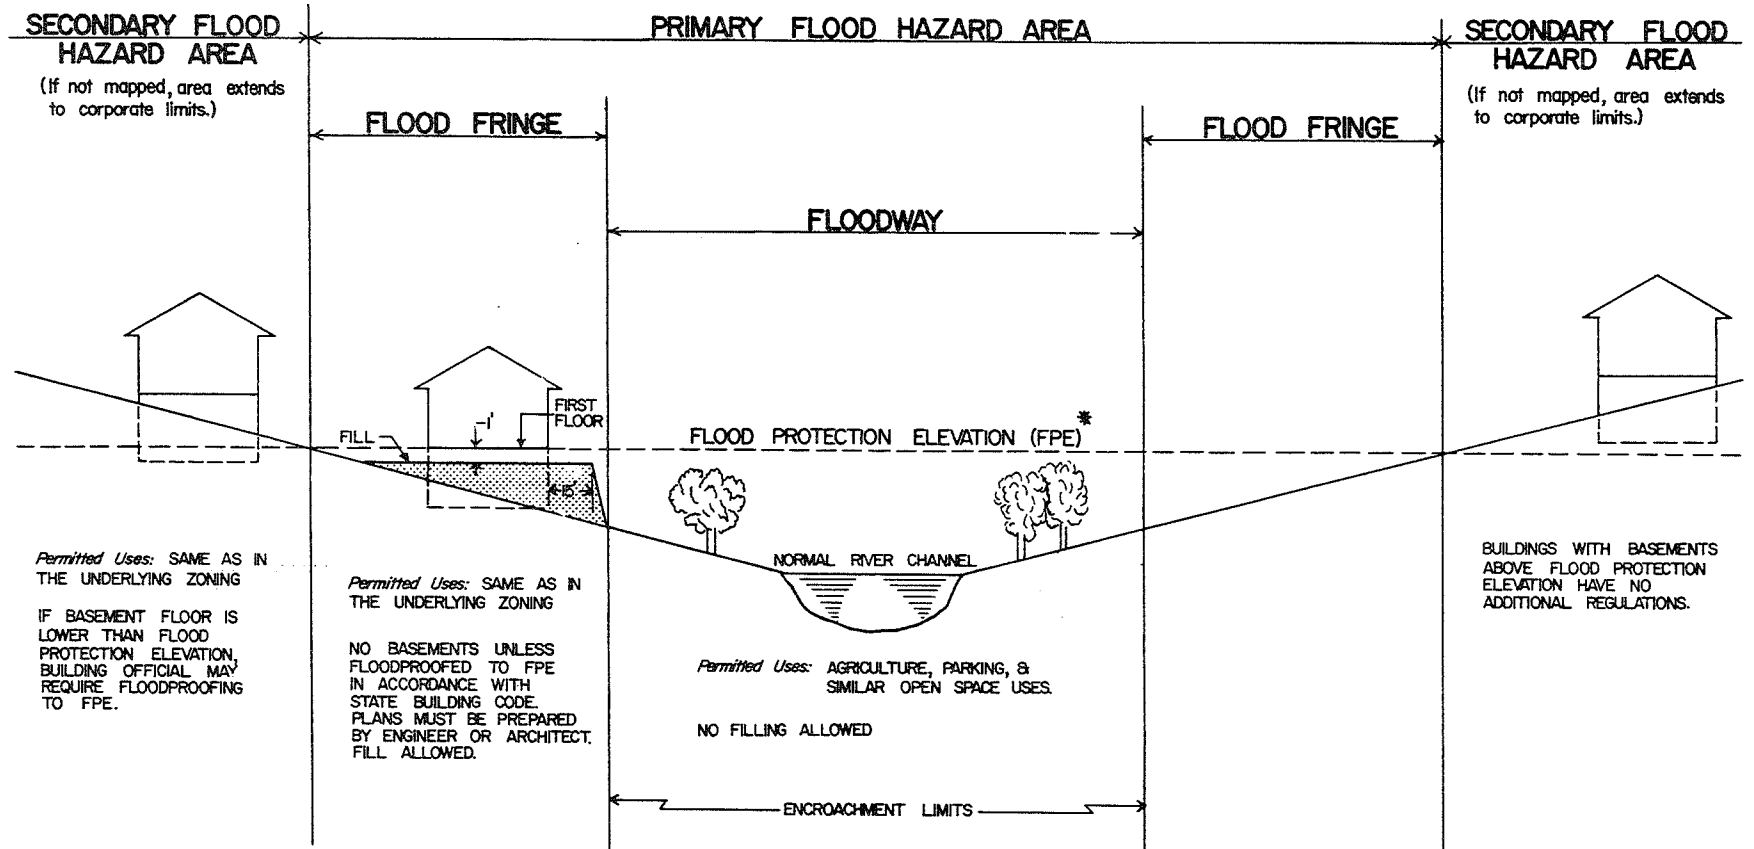 SECONDARY FLOOD
HAZARD AREA
(If not mapped, area extends
to corporate limits.)
PRIMARY FLOOD HAZARD AREA
SECONDARY FLOOD
HAZARD AREA
(If not mapped, area extends
to corporate limits.)
FLOOD FRINGE
FLOOD FRINGE
FLOODWAY
FIRST
FLOOR
-1'
FILL
15'
FLOOD PROTECTION ELEVATION (FPE)*
NORMAL RIVER CHANNEL
Permitted Uses: SAME AS IN
THE UNDERLYING ZONING
IF BASEMENT FLOOR IS
LOWER THAN FLOOD
PROTECTION ELEVATION,
BUILDING OFFICIAL MAY
REQUIRE FLOODPROOFING
TO FPE.
Permitted Uses: SAME AS IN
THE UNDERLYING ZONING
NO BASEMENTS UNLESS
FLOODPROOFED TO FPE
IN ACCORDANCE WITH
STATE BUILDING CODE.
PLANS MUST BE PREPARED
BY ENGINEER OR ARCHITECT.
FILL ALLOWED.
Permitted Uses: AGRICULTURE, PARKING, &
SIMILAR OPEN SPACE USES.
NO FILLING ALLOWED
BUILDINGS WITH BASEMENTS
ABOVE FLOOD PROTECTION
ELEVATION HAVE NO
ADDITIONAL REGULATIONS.
ENCROACHMENT LIMITS